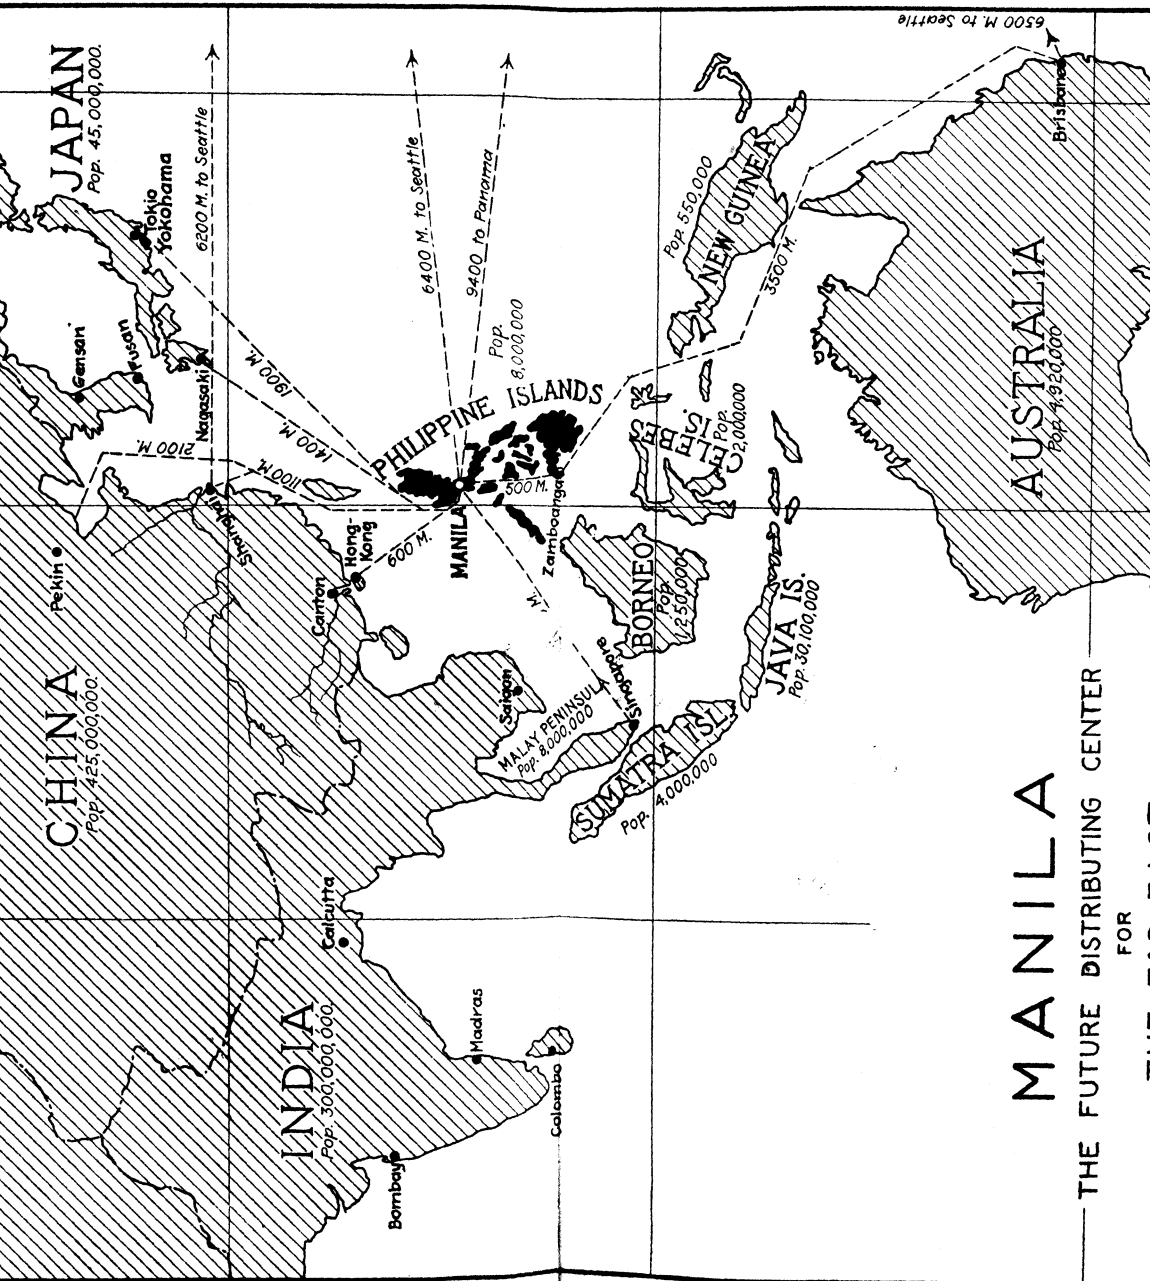 JAPAN
Pop. 45,000,000.
Tokio
Yokohama
6200 M. to Seattle
6400 M. to Seattle
9400 to Panama
6500 M. to Seattle
Brisbane
Gensan
Fusan
Nagasaki
1900 M.
1400 M.
2100 M.
1100 M.
Shanghai
Pekin
CHINA
Pop. 425,000,000.
Hong-
Kong
Canton
600 M.
PHILIPPINE ISLANDS
Pop.
8,000,000
MANILA
500 M.
Zamboanga
M.
NEW GUINEA
Pop. 550,000
3500 M.
CELEBES
IS.
Pop.
2,000,000
AUSTRALIA
Pop. 4,920,000
BORNEO
Pop.
1,250,000
JAVA IS.
Pop. 30,100,000
Saigon
MALAY PENINSUL
Pop. 8,000,000
Singapore
SUMATRA ISL.
Pop. 4,000,000
Calcutta
INDIA
Pop. 300,000,000.
Madras
Colombo
Bombay
MANILA
THE FUTURE DISTRIBUTING CENTER
FOR